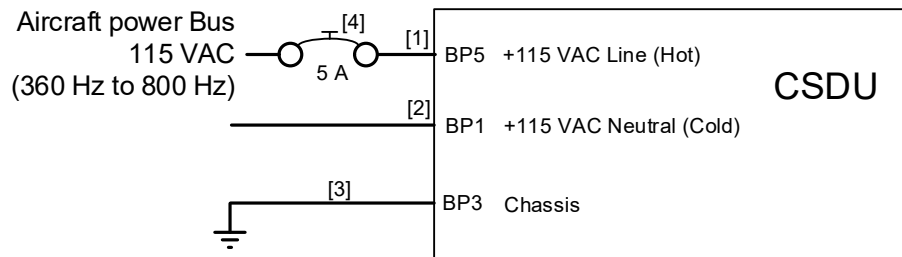 Aircraft power Bus
115 VAC
(360 Hz to 800 Hz)
[4]
5 A
[1]
BP5 +115 VAC Line (Hot)
CSDU
[2]
BP1 +115 VAC Neutral (Cold)
[3]
BP3 Chassis